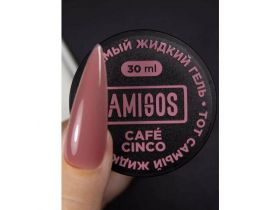 ТОТ САМЫЙ ЖИДКИЙ ГЕЛЬ •
30 ml
AMIGOS
CAFÉ
CINCO